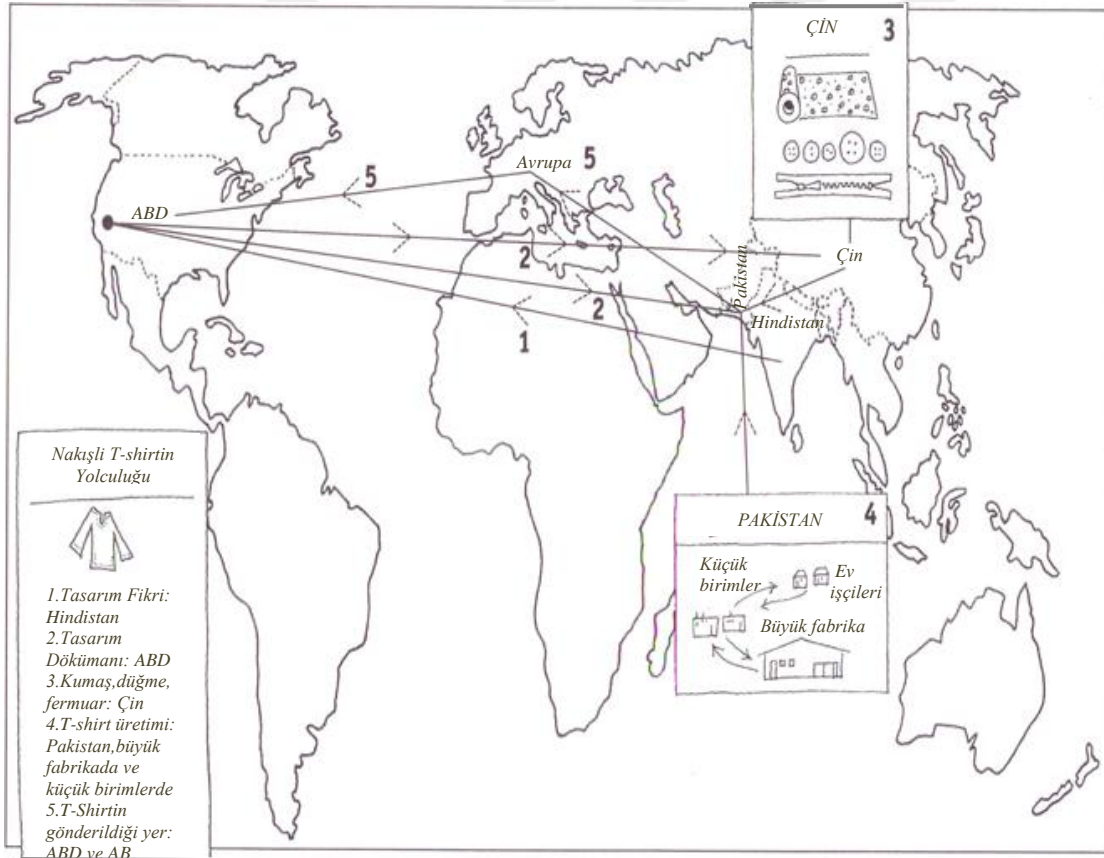 ÇİN 3
Avrupa 5
5
ABD
2
Çin
Pakistan
2
Hindistan
1
Nakışli T-shirtin
Yolculuğu
1.Tasarım Fikri:
Hindistan
2.Tasarım
Dökümanı: ABD
3.Kumaş,düğme,
fermuar: Çin
4.T-shirt üretimi:
Pakistan,büyük
fabrikada ve
küçük birimlerde
5.T-Shirtin
gönderildiği yer:
ABD ve AB
PAKİSTAN 4
Küçük
birimler
Ev
işçileri
Büyük fabrika